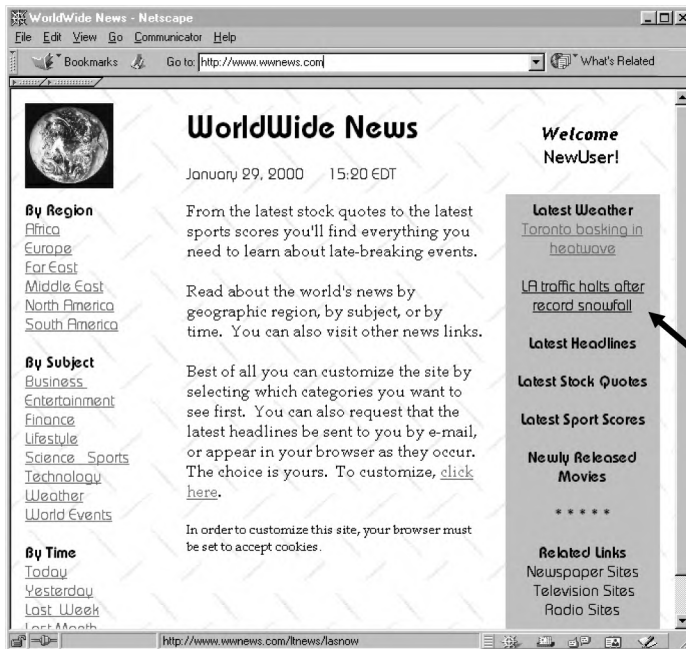 WorldWide News - Netscape
File Edit View Go Communicator Help
Bookmarks Go to: http://www.wwnews.com What's Related
WorldWide News
January 29, 2000 15:20 EDT
Welcome
NewUser!
By Region
Africa
Europe
Far East
Middle East
North America
South America
By Subject
Business
Entertainment
Finance
Lifestyle
Science Sports
Technology
Weather
World Events
By Time
Today
Yesterday
Last Week
Last Month
From the latest stock quotes to the latest
sports scores you'll find everything you
need to learn about late-breaking events.
Read about the world's news by
geographic region, by subject, or by
time. You can also visit other news links.
Best of all you can customize the site by
selecting which categories you want to
see first. You can also request that the
latest headlines be sent to you by e-mail,
or appear in your browser as they occur.
The choice is yours. To customize, click
here.
In order to customize this site, your browser must
be set to accept cookies.
Latest Weather
Toronto basking in
heatwave
LA traffic halts after
record snowfall
Latest Headlines
Latest Stock Quotes
Latest Sport Scores
Newly Released
Movies
* * * * *
Related Links
Newspaper Sites
Television Sites
Radio Sites
http://www.wwnews.com/ltnews/lasnow